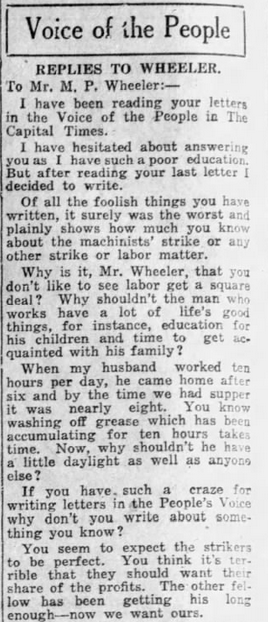 Voice of the People
REPLIES TO WHEELER.
To Mr. M. P. Wheeler:—
I have been reading your letters
in the Voice of the People in The
Capital Times.
I have hesitated about answering
you as I have such a poor education.
But after reading your last letter I
decided to write.
Of all the foolish things you have
written, it surely was the worst and
plainly shows how much you know
about the machinists' strike or any
other strike or labor matter.
Why is it, Mr. Wheeler, that you
don't like to see labor get a square
deal? Why shouldn't the man who
works have a lot of life's good
things, for instance, education for
his children and time to get ac-
quainted with his family?
When my husband worked ten
hours per day, he came home after
six and by the time we had supper
it was nearly eight. You know
washing off grease which has been
accumulating for ten hours takes
time. Now, why shouldn't he have
a little daylight as well as anyone
else?
If you have such a craze for
writing letters in the People's Voice
why don't you write about some-
thing you know?
You seem to expect the strikers
to be perfect. You think it's ter-
rible that they should want their
share of the profits. The other fel-
low has been getting his long
enough—now we want ours.